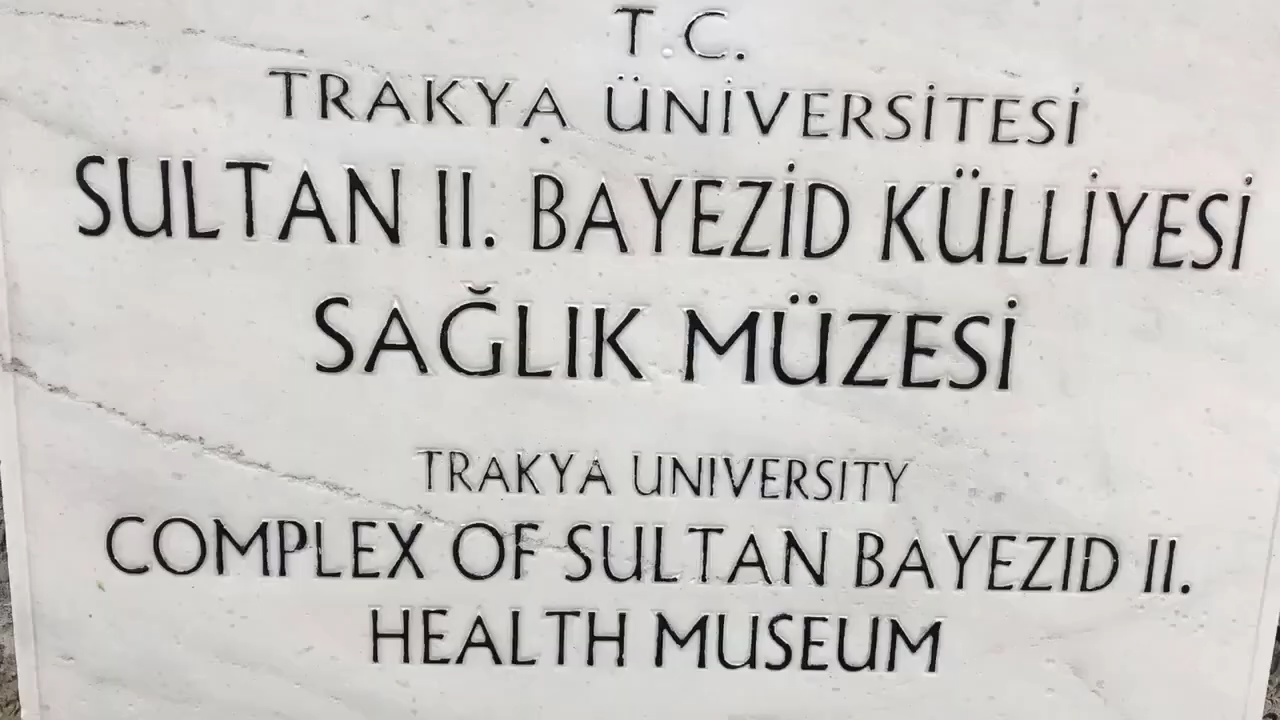 T.C.
TRAKYA ÜNİVERSİTESİ
SULTAN II. BAYEZİD KÜLLİYESİ
SAĞLIK MÜZESİ
TRAKYA UNIVERSITY
COMPLEX OF SULTAN BAYEZID II.
HEALTH MUSEUM